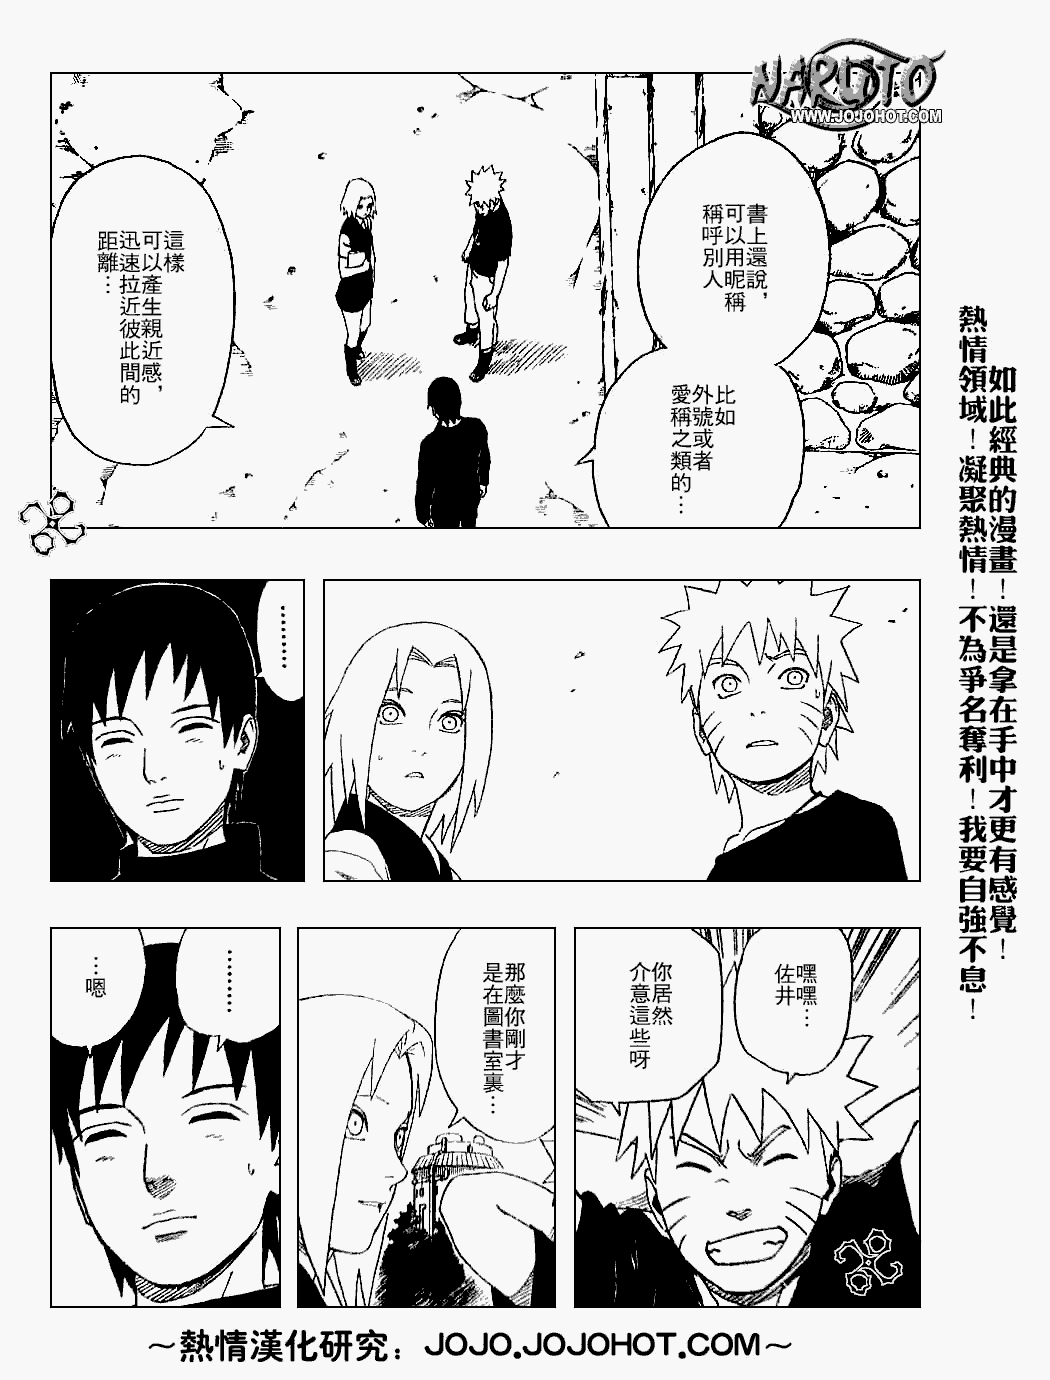 NARUTO
WWW.JOJOHOT.COM
書上還說，
可以用昵稱
稱呼別人
比如
外號或者
愛稱之類的…
這樣
可以產生親近感，
迅速拉近彼此間的
距離…
………
嘿嘿…
佐井
你居然
介意這些呀
那麼你剛才
是在圖書室裏…
………
…嗯
如此經典的漫畫！還是拿在手中才更有感覺！
熱情領域！凝聚熱情！不為爭名奪利！我要自強不息！
～熱情漢化研究：JOJO.JOJOHOT.COM～